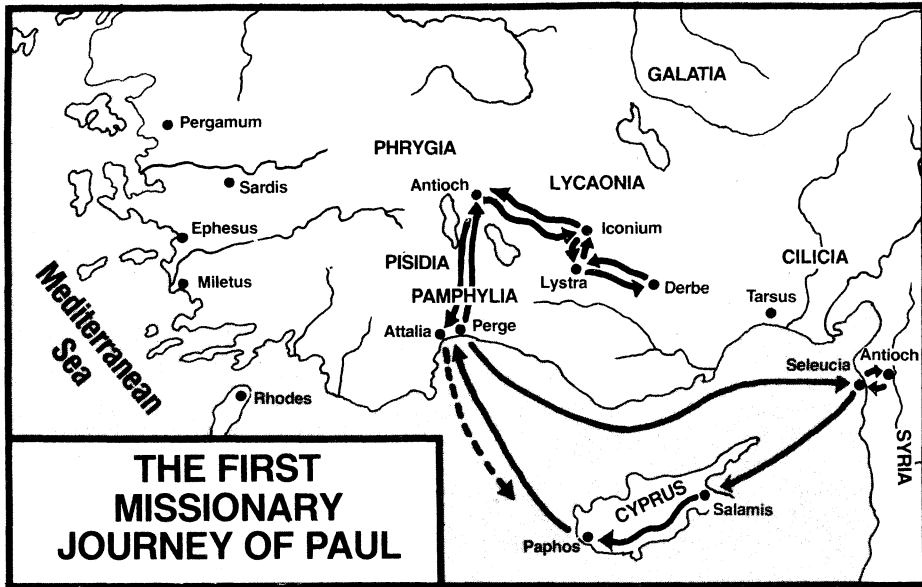 GALATIA
Pergamum
PHRYGIA
Sardis
Antioch
LYCAONIA
Ephesus
Iconium
PISIDIA
CILICIA
Miletus
Lystra
Derbe
PAMPHYLIA
Tarsus
Mediterranean
Sea
Attalia
Perge
Seleucia
Antioch
Rhodes
SYRIA
CYPRUS
Salamis
Paphos
THE FIRST
MISSIONARY
JOURNEY OF PAUL